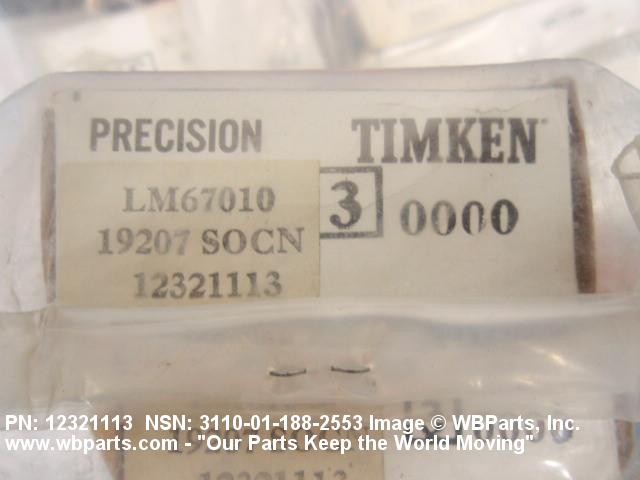 PRECISION TIMKEN
LM67010
3 0000
19207 SOCN
12321113
PN: 12321113 NSN: 3110-01-188-2553 Image © WBParts, Inc.
www.wbparts.com - "Our Parts Keep the World Moving"
12321113